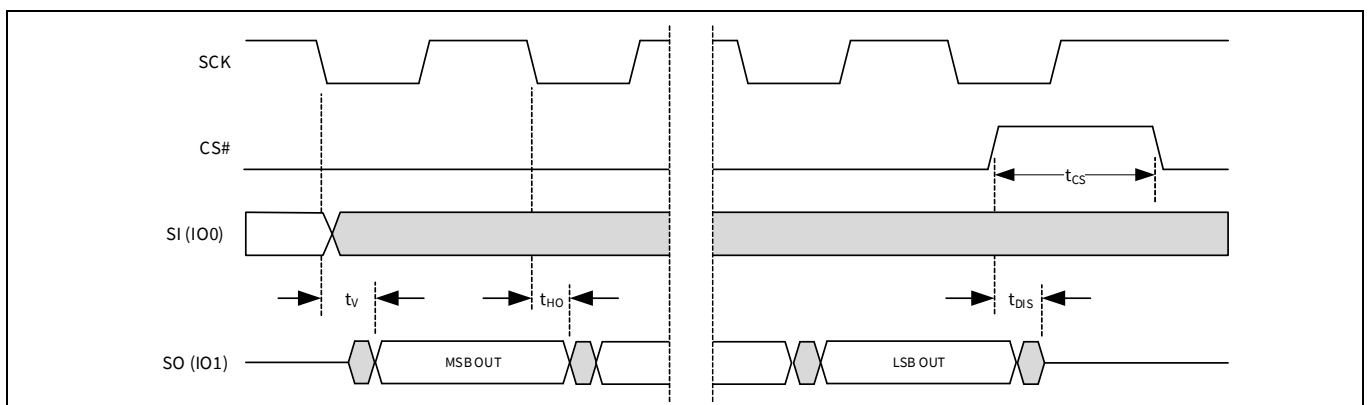 SCK
CS#
tCS
SI (IO0)
tV
tHO
tDIS
SO (IO1)
MSB OUT
LSB OUT